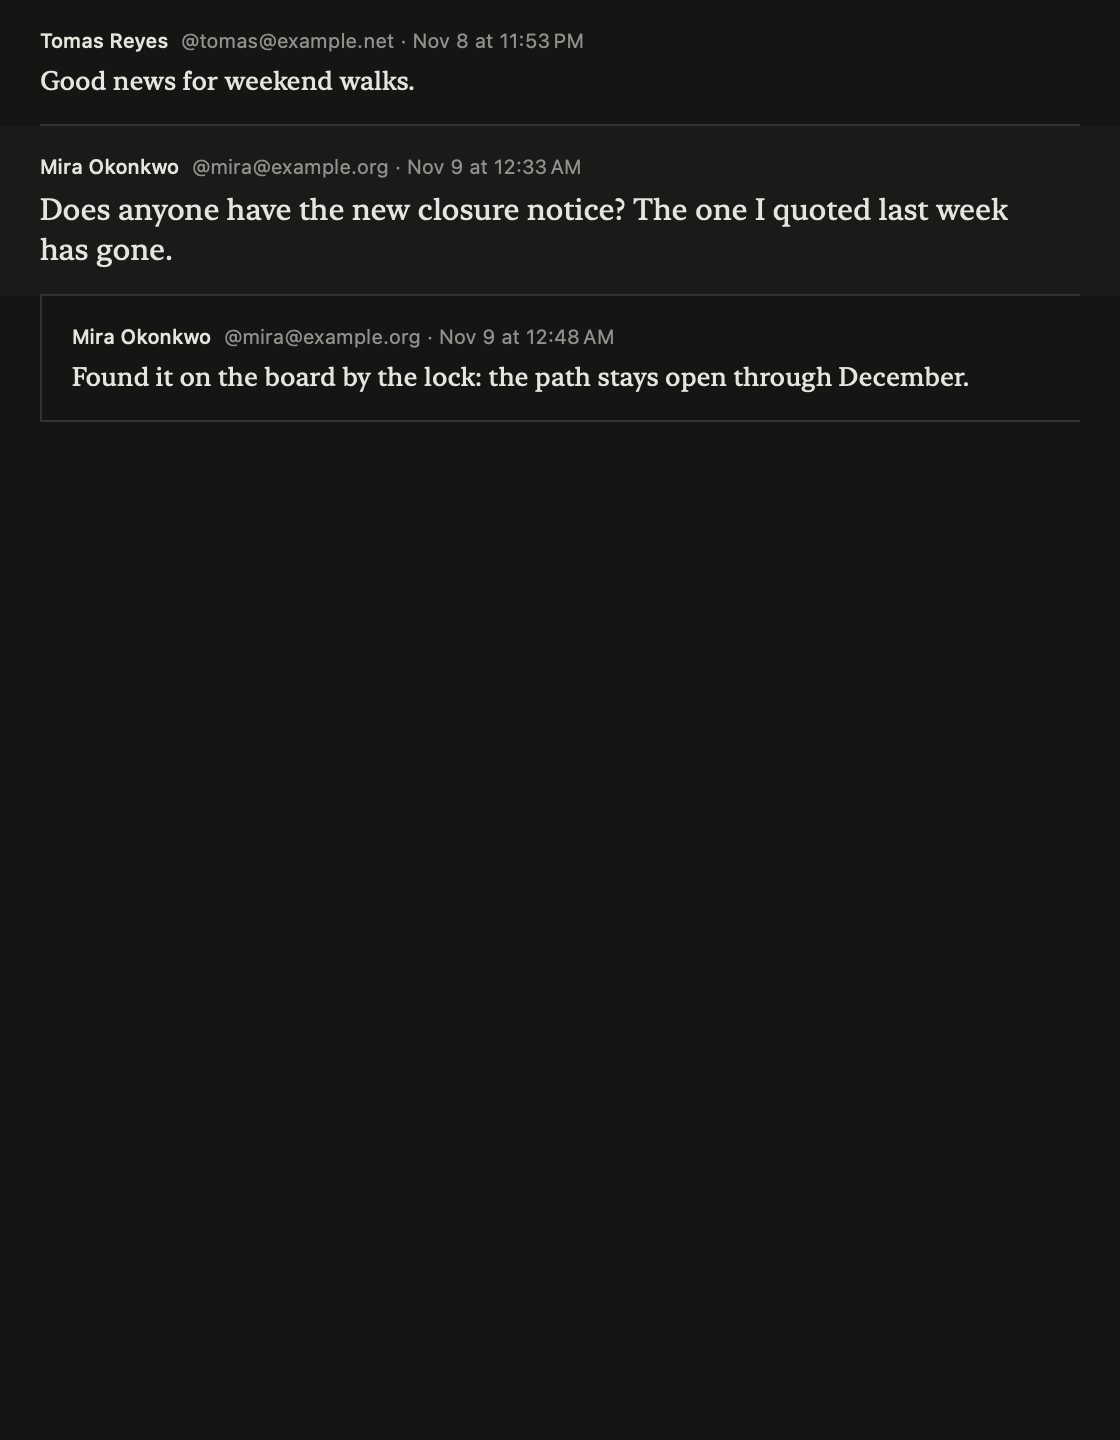 Tomas Reyes @tomas@example.net · Nov 8 at 11:53 PM
Good news for weekend walks.
Mira Okonkwo @mira@example.org · Nov 9 at 12:33 AM
Does anyone have the new closure notice? The one I quoted last week
has gone.
Mira Okonkwo @mira@example.org · Nov 9 at 12:48 AM
Found it on the board by the lock: the path stays open through December.